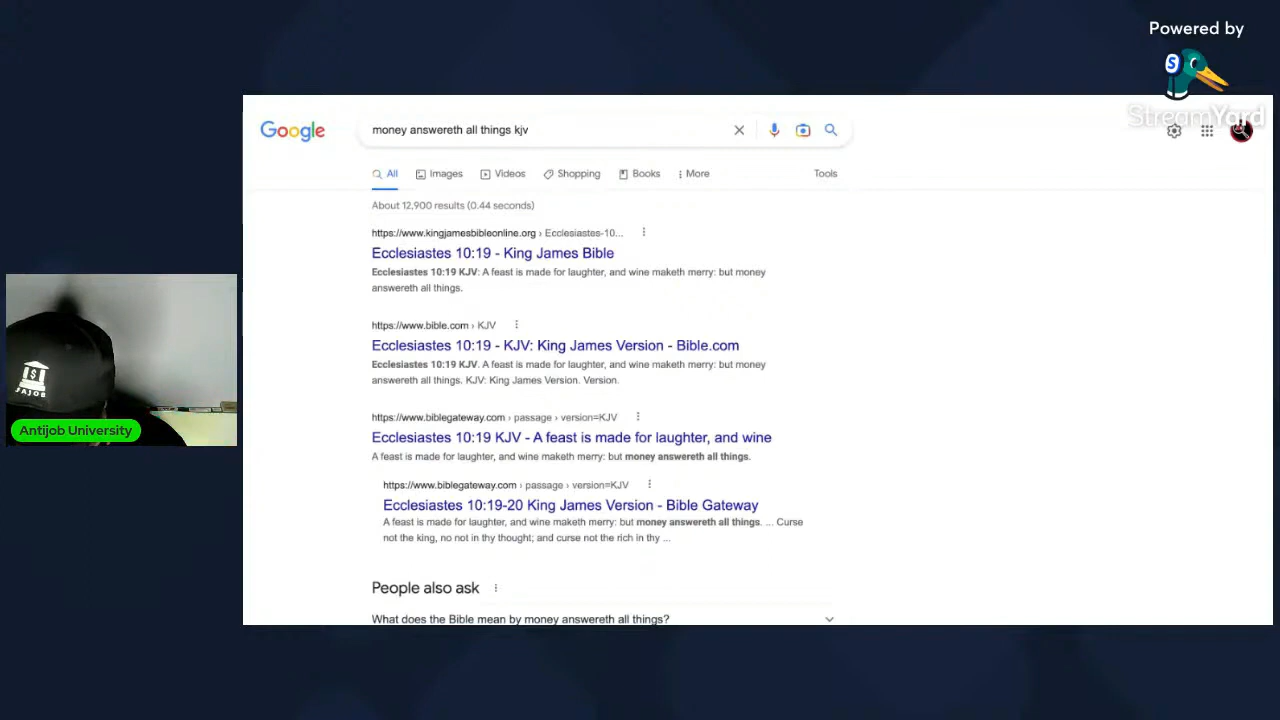 Powered by
StreamYard
Google
money answereth all things kjv
All Images Videos Shopping Books More Tools
About 12,900 results (0.44 seconds)
https://www.kingjamesbibleonline.org › Ecclesiastes-10...
Ecclesiastes 10:19 - King James Bible
Ecclesiastes 10:19 KJV: A feast is made for laughter, and wine maketh merry: but money
answereth all things.
https://www.bible.com › KJV
Ecclesiastes 10:19 - KJV: King James Version - Bible.com
Ecclesiastes 10:19 KJV. A feast is made for laughter, and wine maketh merry: but money
answereth all things. KJV: King James Version. Version.
https://www.biblegateway.com › passage › version=KJV
Ecclesiastes 10:19 KJV - A feast is made for laughter, and wine
A feast is made for laughter, and wine maketh merry: but money answereth all things.
https://www.biblegateway.com › passage › version=KJV
Ecclesiastes 10:19-20 King James Version - Bible Gateway
A feast is made for laughter, and wine maketh merry: but money answereth all things. ... Curse
not the king, no not in thy thought; and curse not the rich in thy ...
People also ask
What does the Bible mean by money answereth all things?
S
$
Antijob University